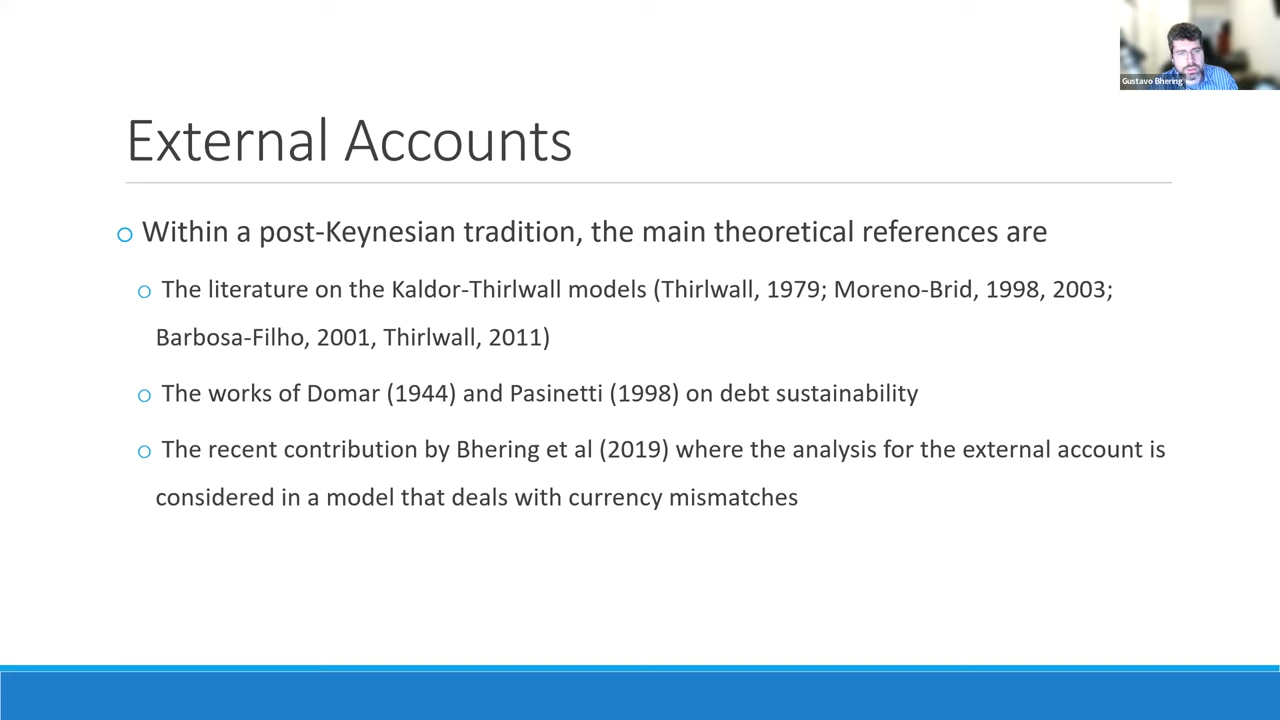 Gustavo Bhering
External Accounts
Within a post-Keynesian tradition, the main theoretical references are
The literature on the Kaldor-Thirlwall models (Thirlwall, 1979; Moreno-Brid, 1998, 2003;
Barbosa-Filho, 2001, Thirlwall, 2011)
The works of Domar (1944) and Pasinetti (1998) on debt sustainability
The recent contribution by Bhering et al (2019) where the analysis for the external account is
considered in a model that deals with currency mismatches